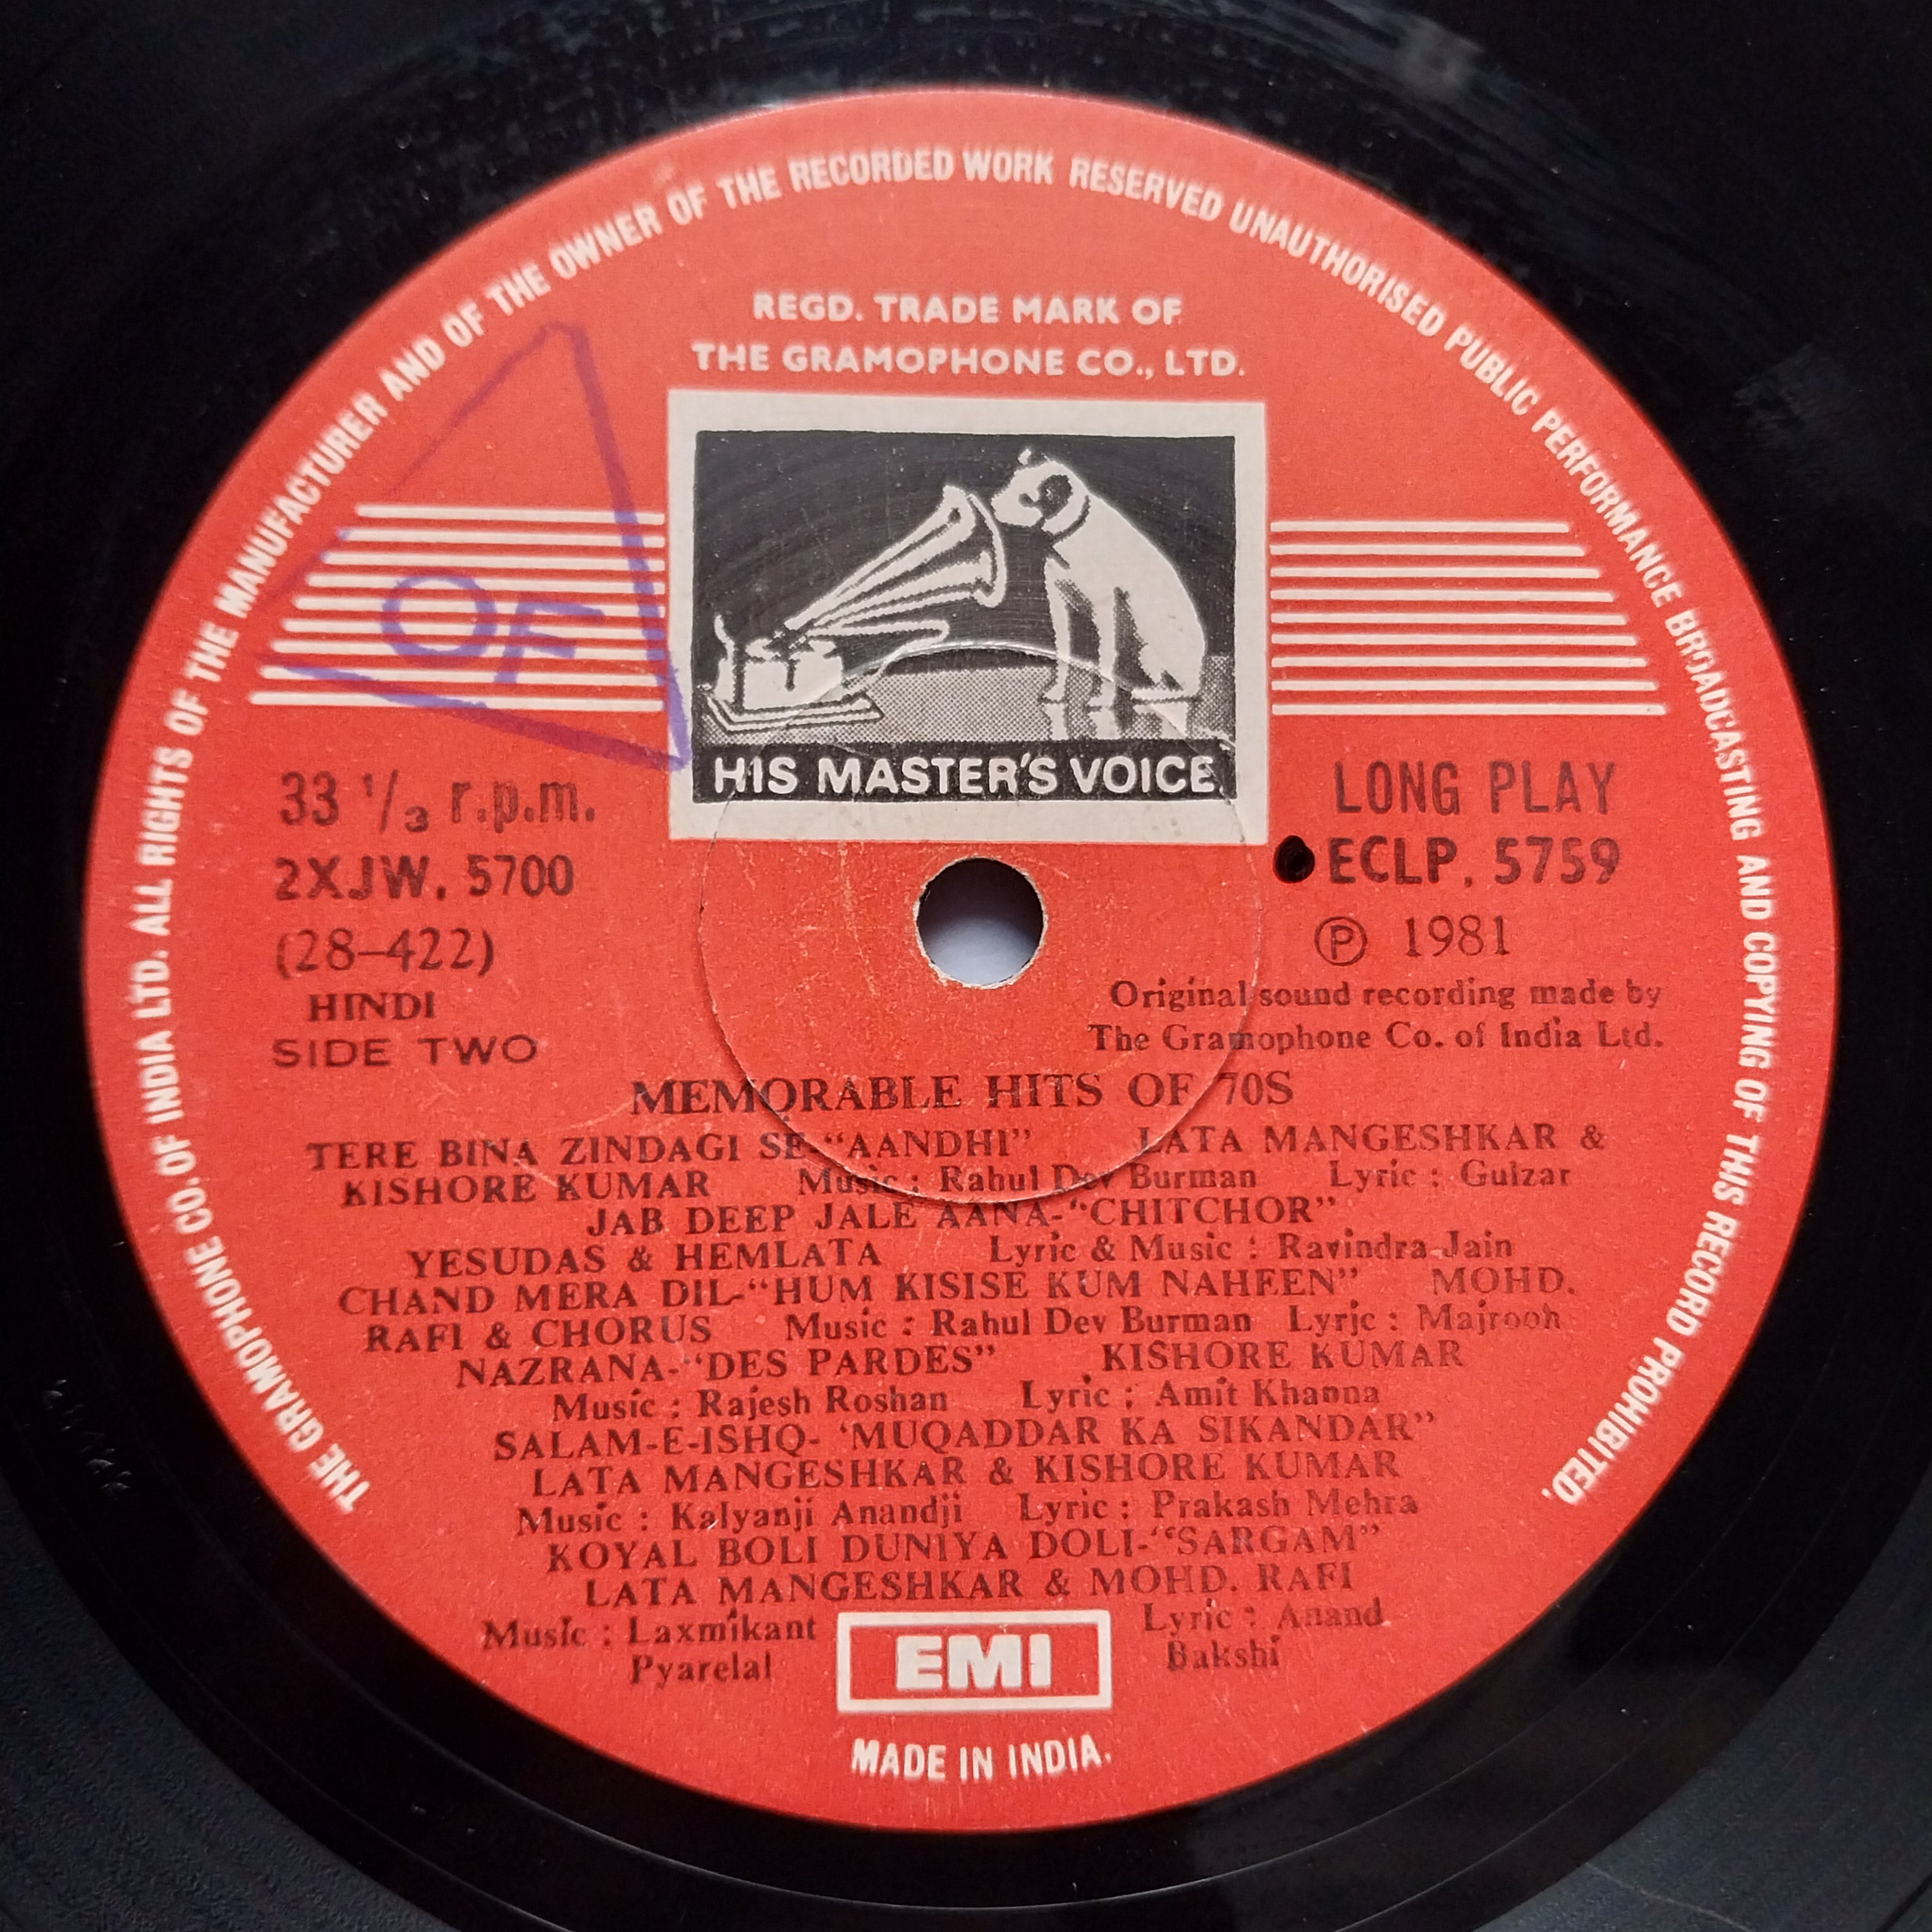 THE GRAMOPHONE CO. OF INDIA LTD. ALL RIGHTS OF THE MANUFACTURER AND OF THE OWNER OF THE RECORDED WORK RESERVED UNAUTHORISED PUBLIC PERFORMANCE BROADCASTING AND COPYING OF THIS RECORD PROHIBITED.
REGD. TRADE MARK OF
THE GRAMOPHONE CO., LTD.
OF
HIS MASTER'S VOICE
33 1/3 r.p.m.
2XJW. 5700
(28–422)
HINDI
SIDE TWO
LONG PLAY
ECLP. 5759
Ⓟ 1981
Original sound recording made by
The Gramophone Co. of India Ltd.
MEMORABLE HITS OF 70S
TERE BINA ZINDAGI SE-“AANDHI” LATA MANGESHKAR &
KISHORE KUMAR Music : Rahul Dev Burman Lyric : Gulzar
JAB DEEP JALE AANA-“CHITCHOR”
YESUDAS & HEMLATA Lyric & Music : Ravindra Jain
CHAND MERA DIL-“HUM KISISE KUM NAHEEN” MOHD.
RAFI & CHORUS Music : Rahul Dev Burman Lyric : Majrooh
NAZRANA-“DES PARDES” KISHORE KUMAR
Music : Rajesh Roshan Lyric : Amit Khanna
SALAM-E-ISHQ- ‘MUQADDAR KA SIKANDAR”
LATA MANGESHKAR & KISHORE KUMAR
Music : Kalyanji Anandji Lyric : Prakash Mehra
KOYAL BOLI DUNIYA DOLI-“SARGAM”
LATA MANGESHKAR & MOHD. RAFI
Music : Laxmikant Lyric : Anand
Pyarelal Bakshi
EMI
MADE IN INDIA.